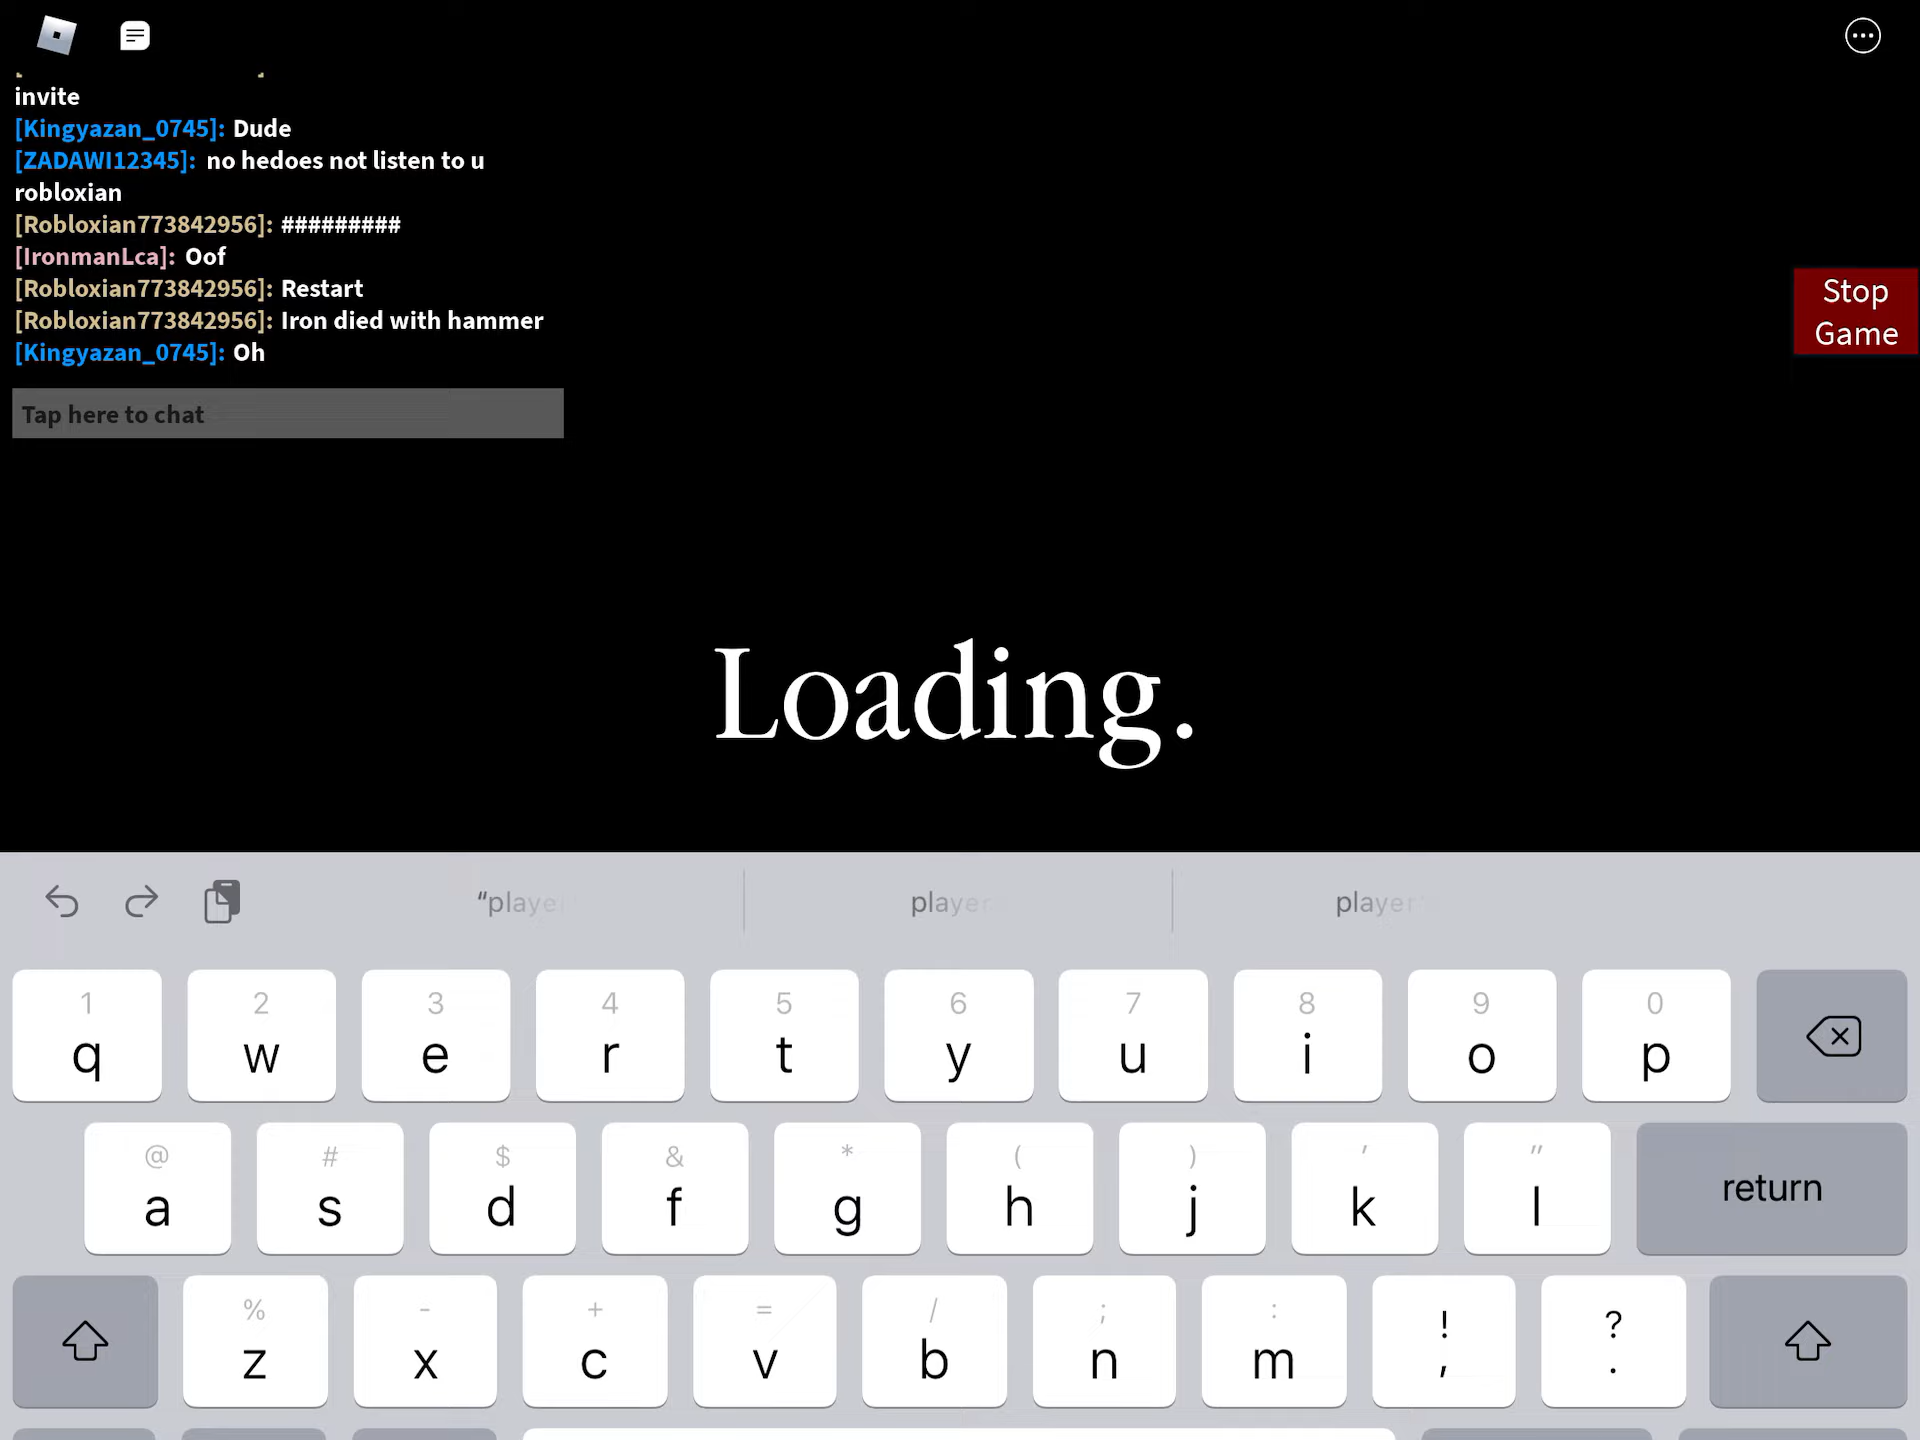 invite
[Kingyazan_0745]: Dude
[ZADAWI12345]: no hedoes not listen to u
robloxian
[Robloxian773842956]: #########
[IronmanLca]: Oof
[Robloxian773842956]: Restart
[Robloxian773842956]: Iron died with hammer
[Kingyazan_0745]: Oh
Tap here to chat
Stop
Game
Loading.
“player player player
1 2 3 4 5 6 7 8 9 0
q w e r t y u i o p
@ # $ & * ( ) ' "
a s d f g h j k l return
% - + = / ; : ! ?
z x c v b n m , .